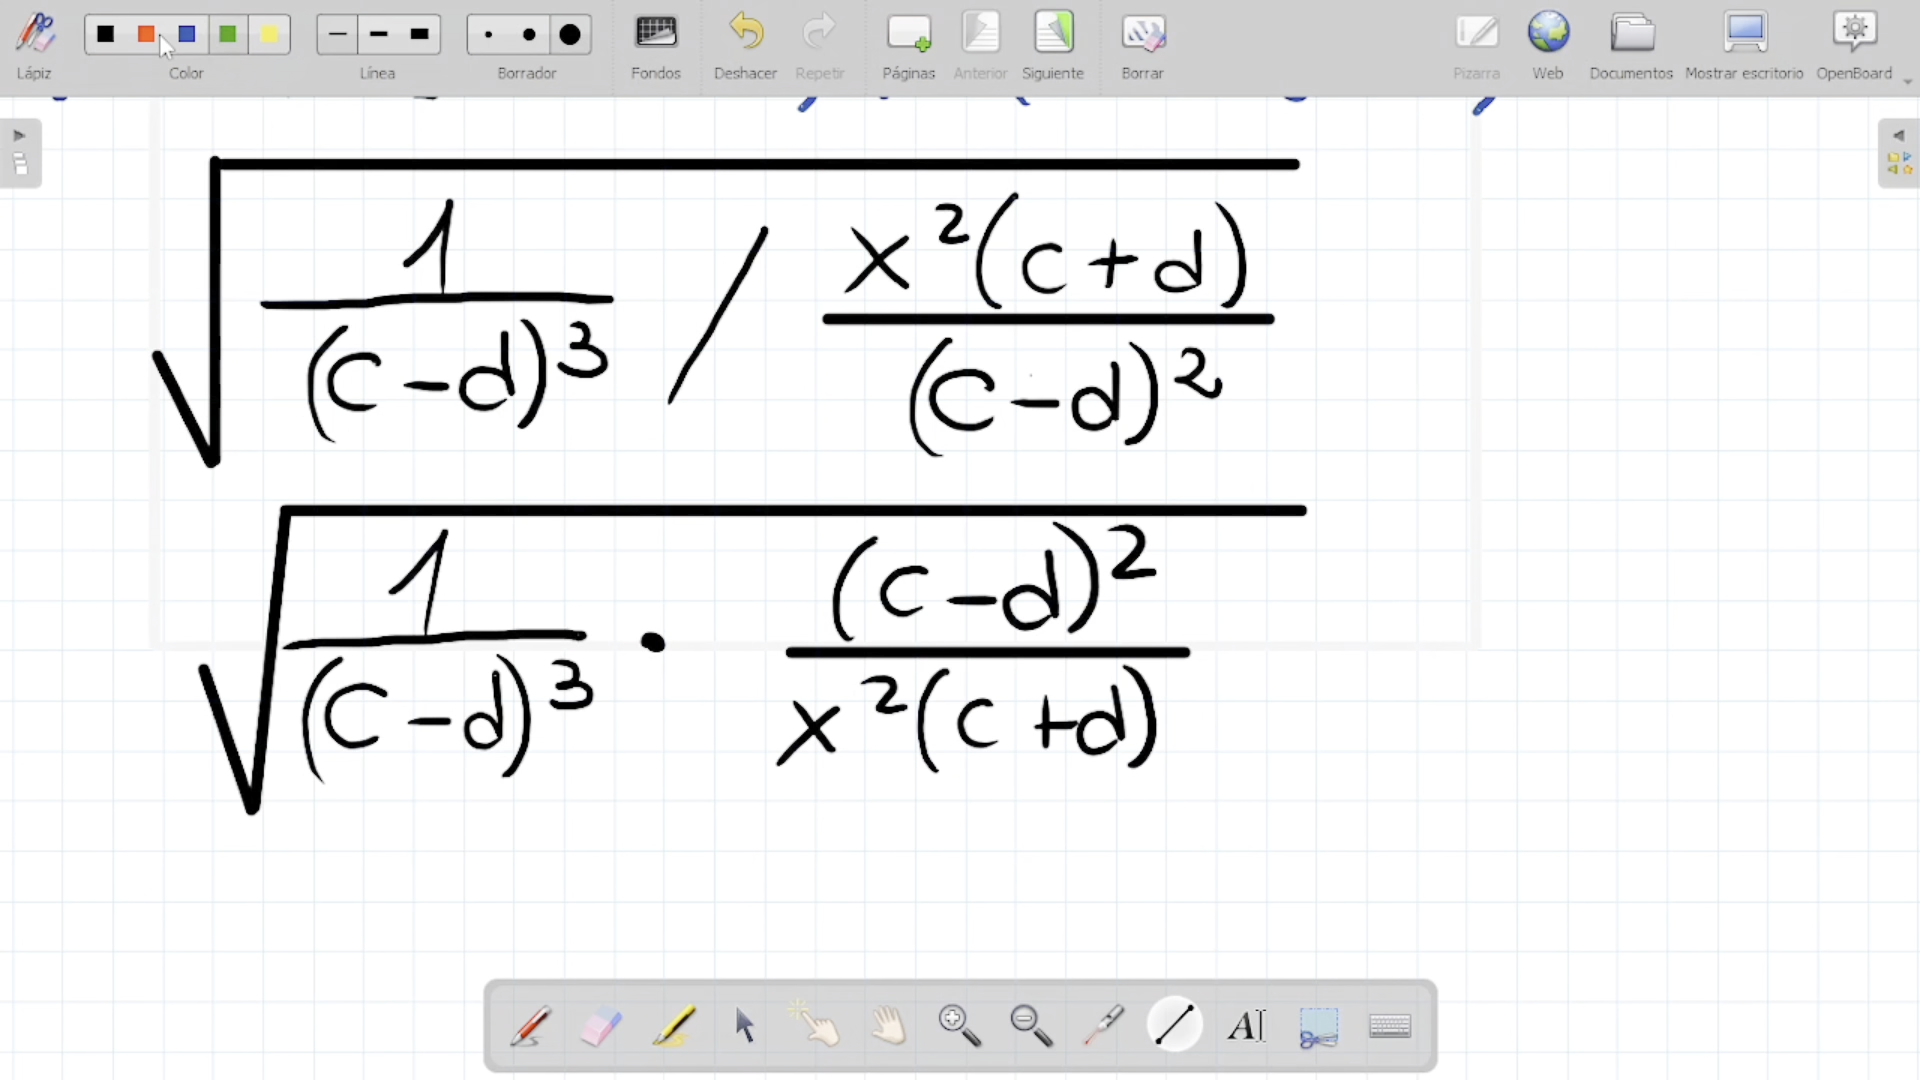 Lápiz Color Línea Borrador Fondos Deshacer Repetir Páginas Anterior Siguiente Borrar Pizarra Web Documentos Mostrar escritorio OpenBoard
√( 1/(c-d)³ / x²(c+d)/(c-d)² )
√( 1/(c-d)³ · (c-d)²/x²(c+d) )
AI